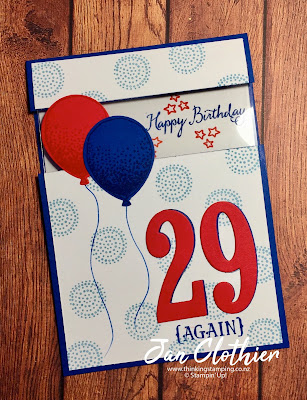 Happy Birthday
29
{AGAIN}
Jan Clothier
www.thinkingstamping.co.nz
© Stampin' Up!